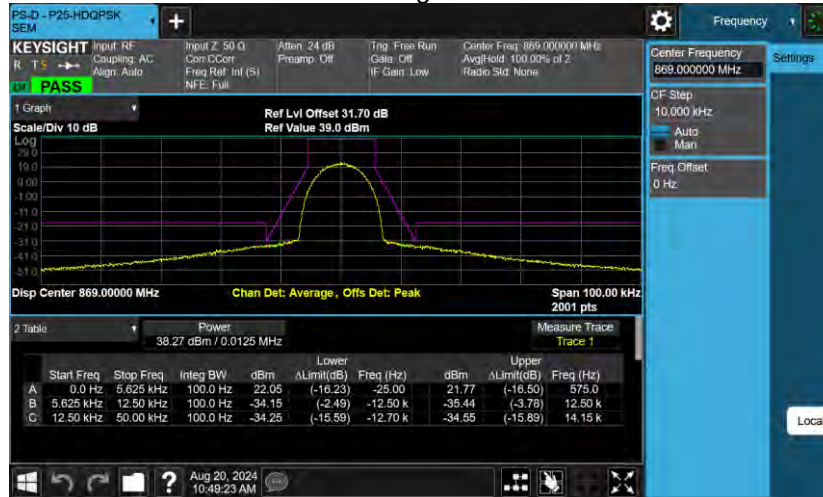 PS-D - P25-HDQPSK
SEM
Frequency
KEYSIGHT Input: RF Input Z: 50 Ω Atten: 24 dB Trig: Free Run Center Freq: 869.000000 MHz
R T Coupling: AC Corr CCorr Preamp: Off Gate: Off Avg|Hold: 100.00% of 2
Align: Auto Freq Ref: Int (S) IF Gain: Low Radio Std: None
PASS NFE: Full
1 Graph
Scale/Div 10 dB
Ref Lvl Offset 31.70 dB
Ref Value 39.0 dBm
Log
29.0
19.0
9.00
-1.00
-11.0
-21.0
-31.0
-41.0
-51.0
Disp Center 869.00000 MHz Chan Det: Average, Offs Det: Peak Span 100.00 kHz
2001 pts
2 Table Power Measure Trace
38.27 dBm / 0.0125 MHz Trace 1
Lower Upper
Start Freq Stop Freq Integ BW dBm ΔLimit(dB) Freq (Hz) dBm ΔLimit(dB) Freq (Hz)
A 0.0 Hz 5.625 kHz 100.0 Hz 22.05 (-16.23) -25.00 21.77 (-16.50) 575.0
B 5.625 kHz 12.50 kHz 100.0 Hz -34.15 (-2.49) -12.50 k -35.44 (-3.78) 12.50 k
C 12.50 kHz 50.00 kHz 100.0 Hz -34.25 (-15.59) -12.70 k -34.55 (-15.89) 14.15 k
Aug 20, 2024
10:49:23 AM
Center Frequency
869.000000 MHz
Settings
CF Step
10.000 kHz
Auto
Man
Freq Offset
0 Hz
Local